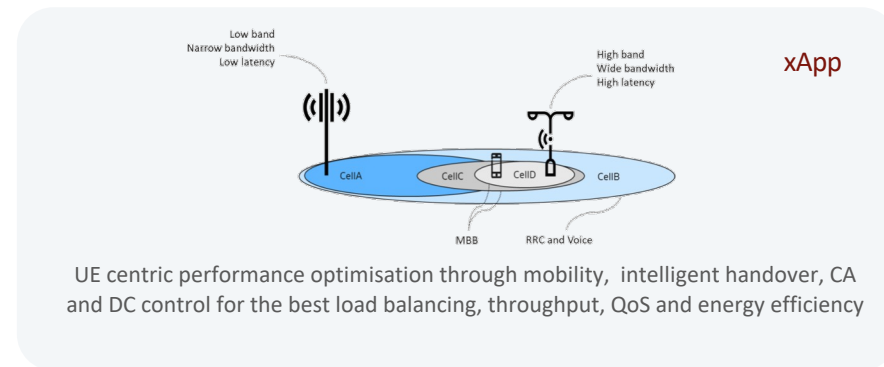 Low band
Narrow bandwidth
Low latency
High band
Wide bandwidth
High latency
xApp
CellA
CellC
CellD
CellB
MBB
RRC and Voice
UE centric performance optimisation through mobility, intelligent handover, CA
and DC control for the best load balancing, throughput, QoS and energy efficiency